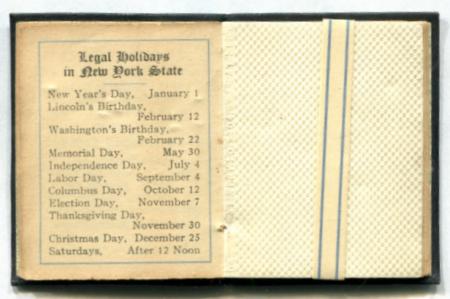 Legal Holidays
in New York State
New Year's Day, January 1
Lincoln's Birthday,
February 12
Washington's Birthday,
February 22
Memorial Day, May 30
Independence Day, July 4
Labor Day, September 4
Columbus Day, October 12
Election Day, November 7
Thanksgiving Day,
November 30
Christmas Day, December 25
Saturdays, After 12 Noon